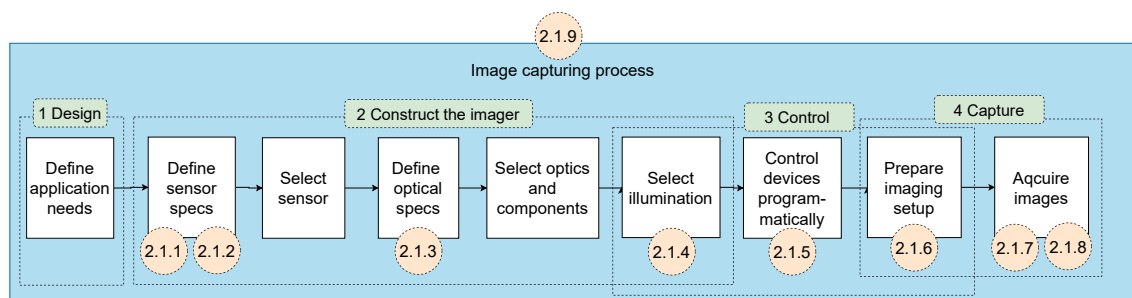 2.1.9
Image capturing process
1 Design
2 Construct the imager
3 Control
4 Capture
Define
application
needs
Define
sensor
specs
Select
sensor
Define
optical
specs
Select optics
and
components
Select
illumination
Control
devices
program-
matically
Prepare
imaging
setup
Aqcuire
images
2.1.1
2.1.2
2.1.3
2.1.4
2.1.5
2.1.6
2.1.7
2.1.8